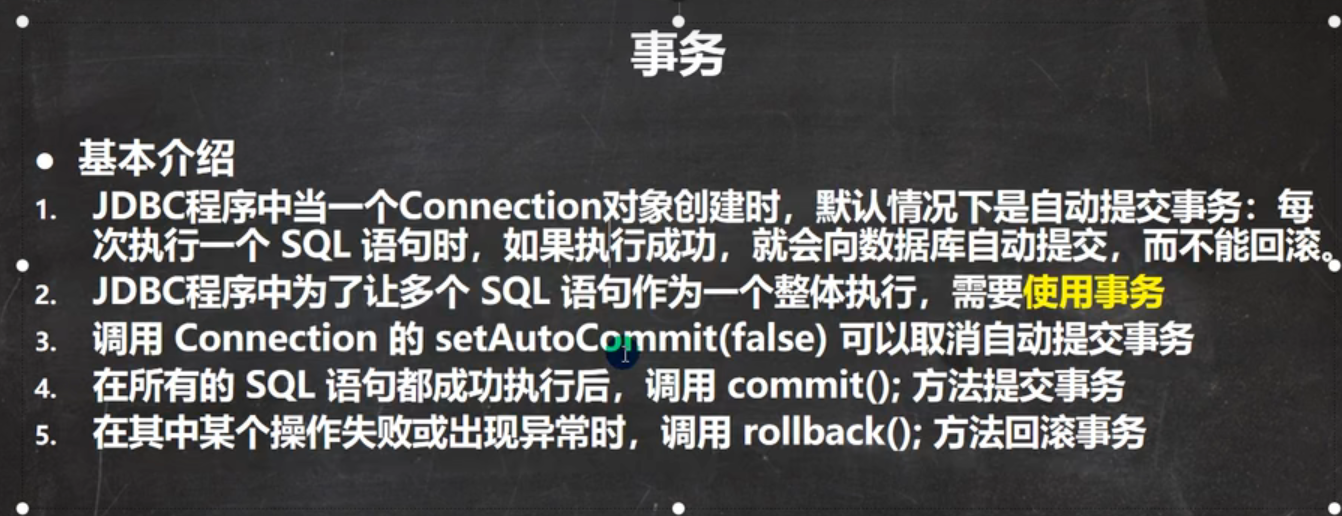 事务
● 基本介绍
1. JDBC程序中当一个Connection对象创建时，默认情况下是自动提交事务：每
次执行一个 SQL 语句时，如果执行成功，就会向数据库自动提交，而不能回滚。
2. JDBC程序中为了让多个 SQL 语句作为一个整体执行，需要使用事务
3. 调用 Connection 的 setAutoCommit(false) 可以取消自动提交事务
4. 在所有的 SQL 语句都成功执行后，调用 commit(); 方法提交事务
5. 在其中某个操作失败或出现异常时，调用 rollback(); 方法回滚事务